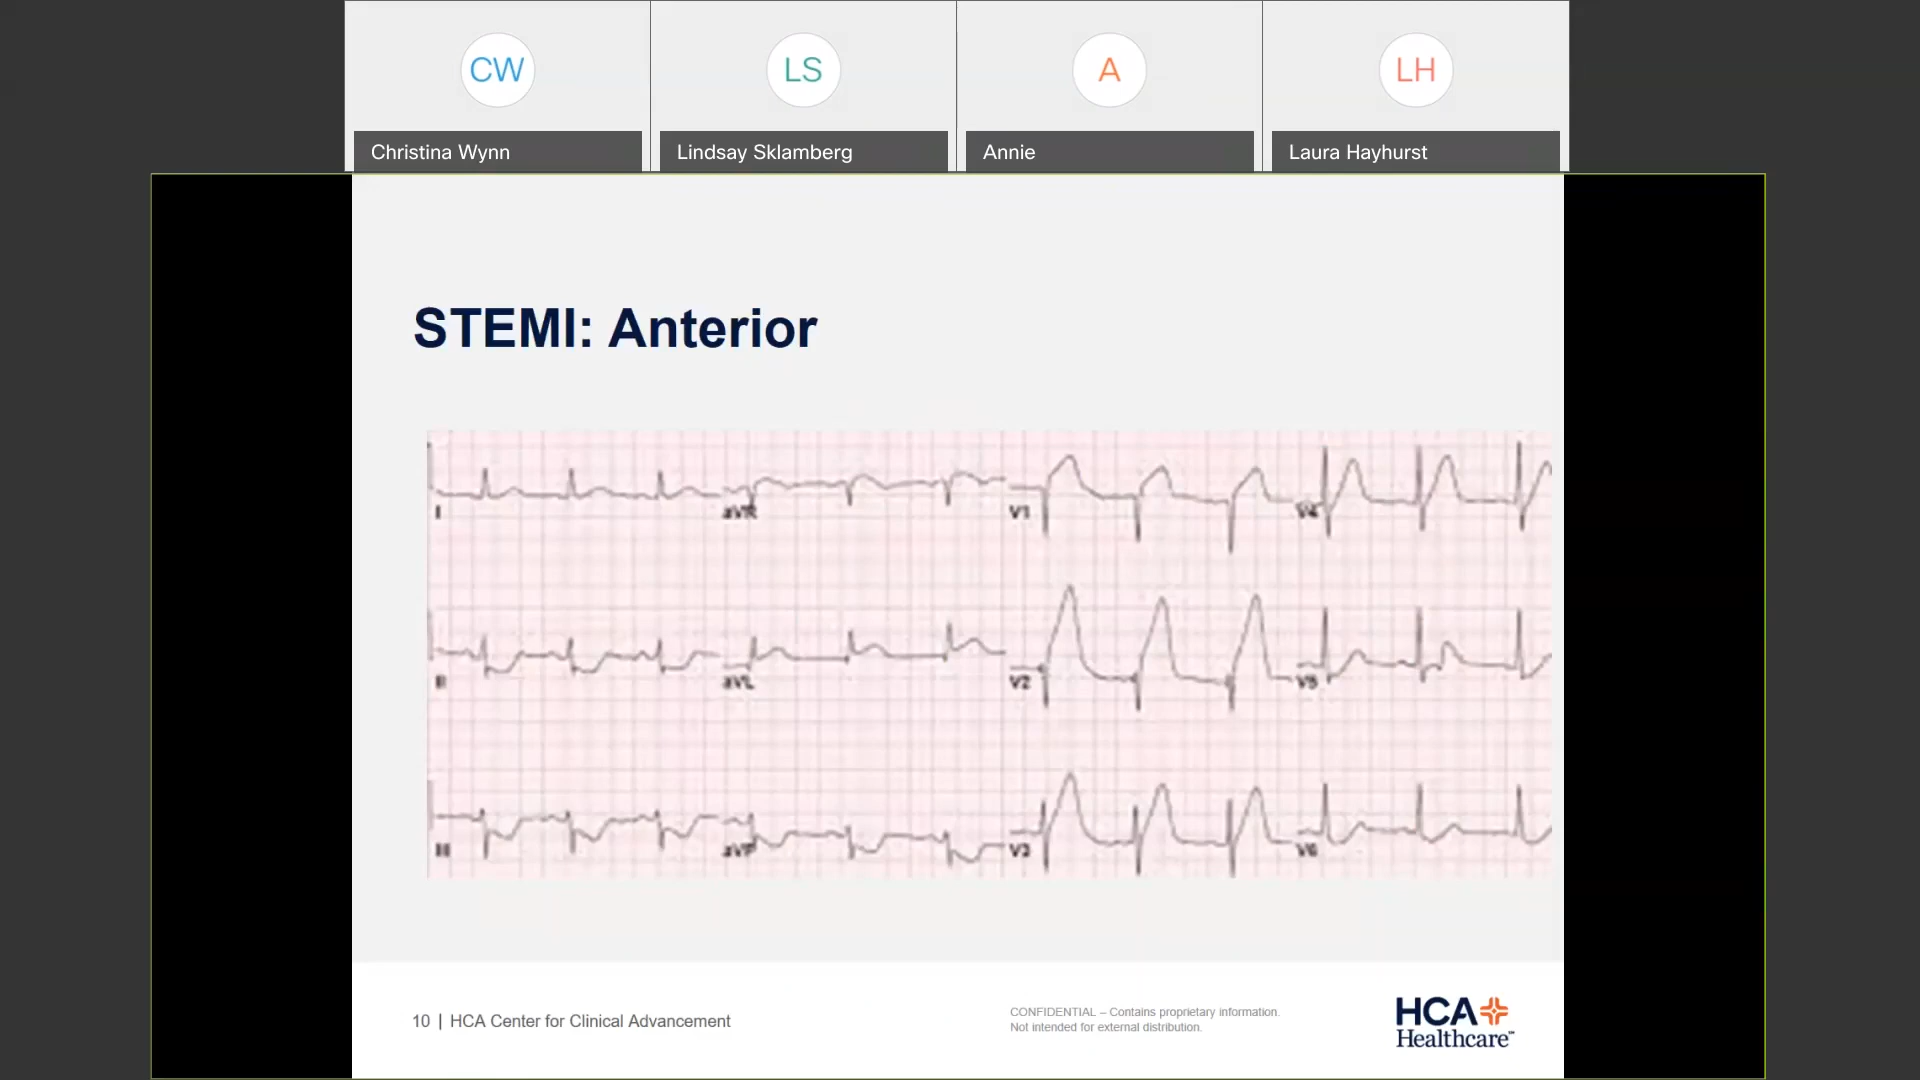 CW
LS
A
LH
Christina Wynn
Lindsay Sklamberg
Annie
Laura Hayhurst
STEMI: Anterior
I
aVR
V1
V4
II
aVL
V2
V5
III
aVF
V3
V6
10 | HCA Center for Clinical Advancement
CONFIDENTIAL – Contains proprietary information.
Not intended for external distribution.
HCA
Healthcare™